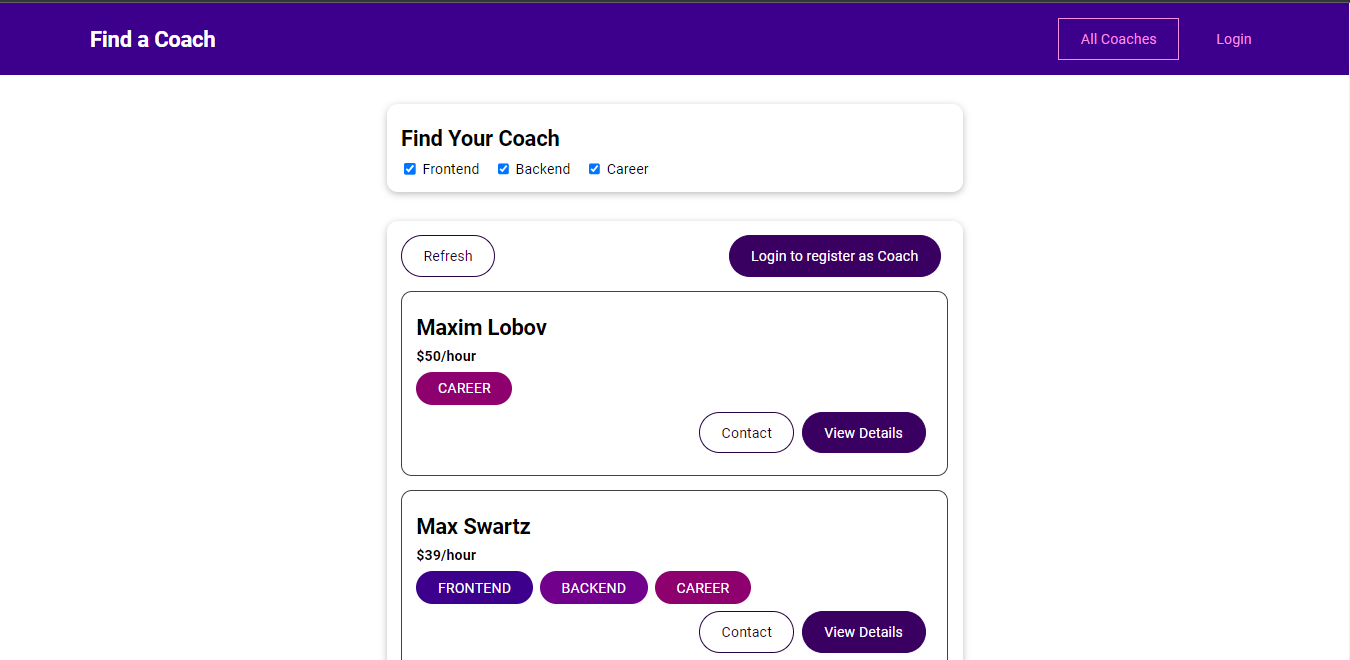 Find a Coach
All Coaches
Login
Find Your Coach
Frontend Backend Career
Refresh
Login to register as Coach
Maxim Lobov
$50/hour
CAREER
Contact
View Details
Max Swartz
$39/hour
FRONTEND
BACKEND
CAREER
Contact
View Details